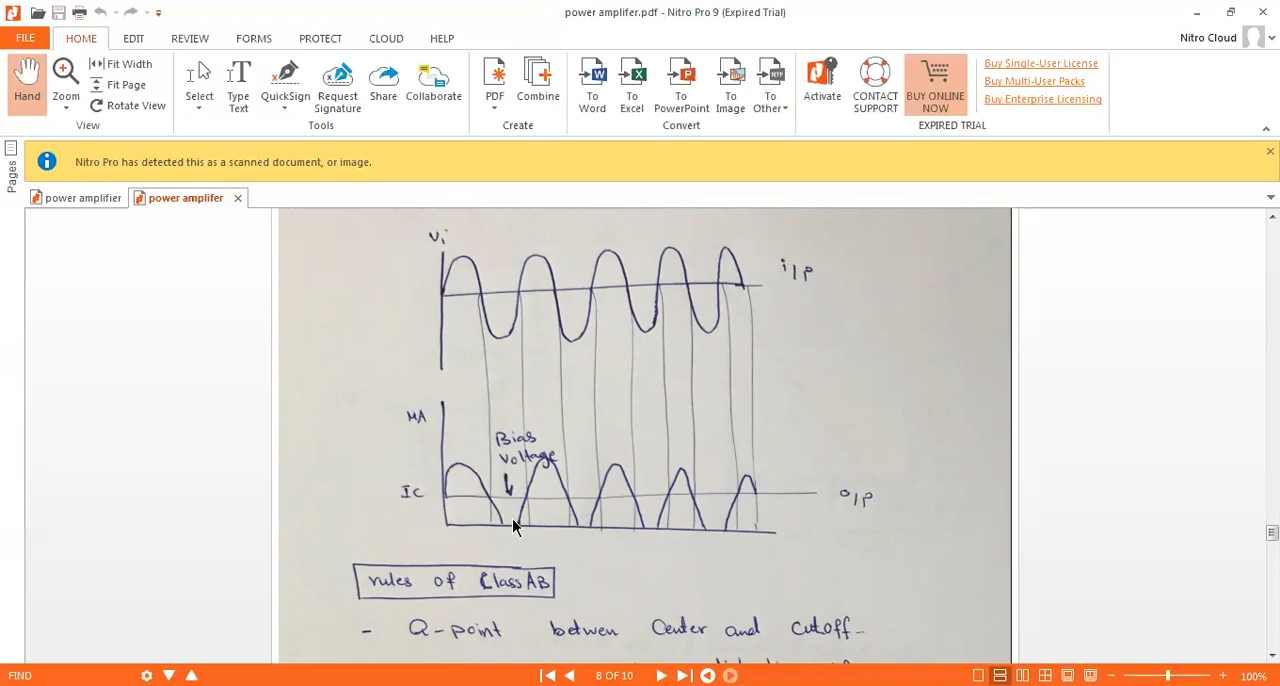 power amplifer.pdf - Nitro Pro 9 (Expired Trial)
FILE HOME EDIT REVIEW FORMS PROTECT CLOUD HELP Nitro Cloud
Hand
Zoom
Fit Width
Fit Page
Rotate View
View
Select
Type Text
QuickSign
Request Signature
Share
Collaborate
Tools
PDF
Combine
Create
To Word
To Excel
To PowerPoint
To Image
To Other
Convert
Activate
CONTACT SUPPORT
BUY ONLINE NOW
Buy Single-User License
Buy Multi-User Packs
Buy Enterprise Licensing
EXPIRED TRIAL
Pages
Nitro Pro has detected this as a scanned document, or image.
power amplifier power amplifer
Vi
i/p
MA
Bias
Voltage
IC
o/p
rules of Class AB
- Q-point betwen Center and cutoff-
FIND 8 OF 10 100%